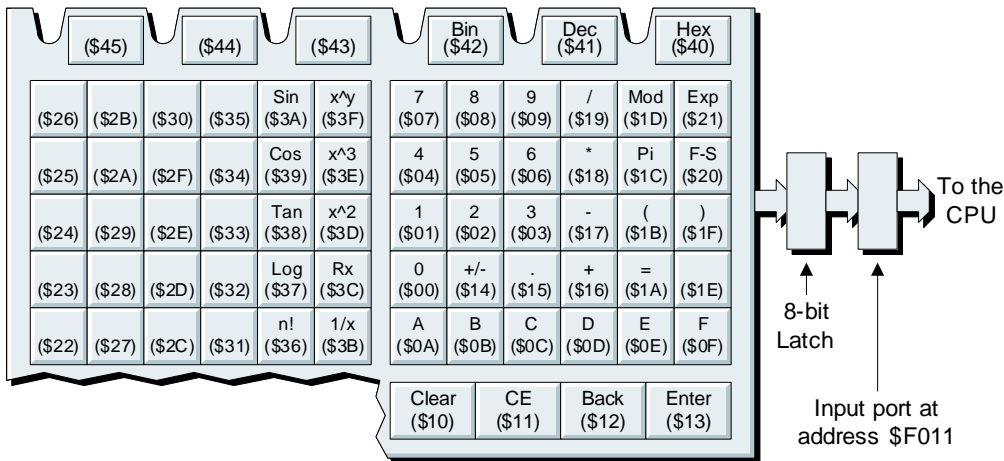 Bin Dec Hex
($45) ($44) ($43) ($42) ($41) ($40)
Sin x^y 7 8 9 / Mod Exp
($26) ($2B) ($30) ($35) ($3A) ($3F) ($07) ($08) ($09) ($19) ($1D) ($21)
Cos x^3 4 5 6 * Pi F-S
($25) ($2A) ($2F) ($34) ($39) ($3E) ($04) ($05) ($06) ($18) ($1C) ($20)
Tan x^2 1 2 3 - ( )
($24) ($29) ($2E) ($33) ($38) ($3D) ($01) ($02) ($03) ($17) ($1B) ($1F)
Log Rx 0 +/- . + =
($23) ($28) ($2D) ($32) ($37) ($3C) ($00) ($14) ($15) ($16) ($1A) ($1E)
n! 1/x A B C D E F
($22) ($27) ($2C) ($31) ($36) ($3B) ($0A) ($0B) ($0C) ($0D) ($0E) ($0F)
Clear CE Back Enter
($10) ($11) ($12) ($13)
To the
CPU
8-bit
Latch
Input port at
address $F011